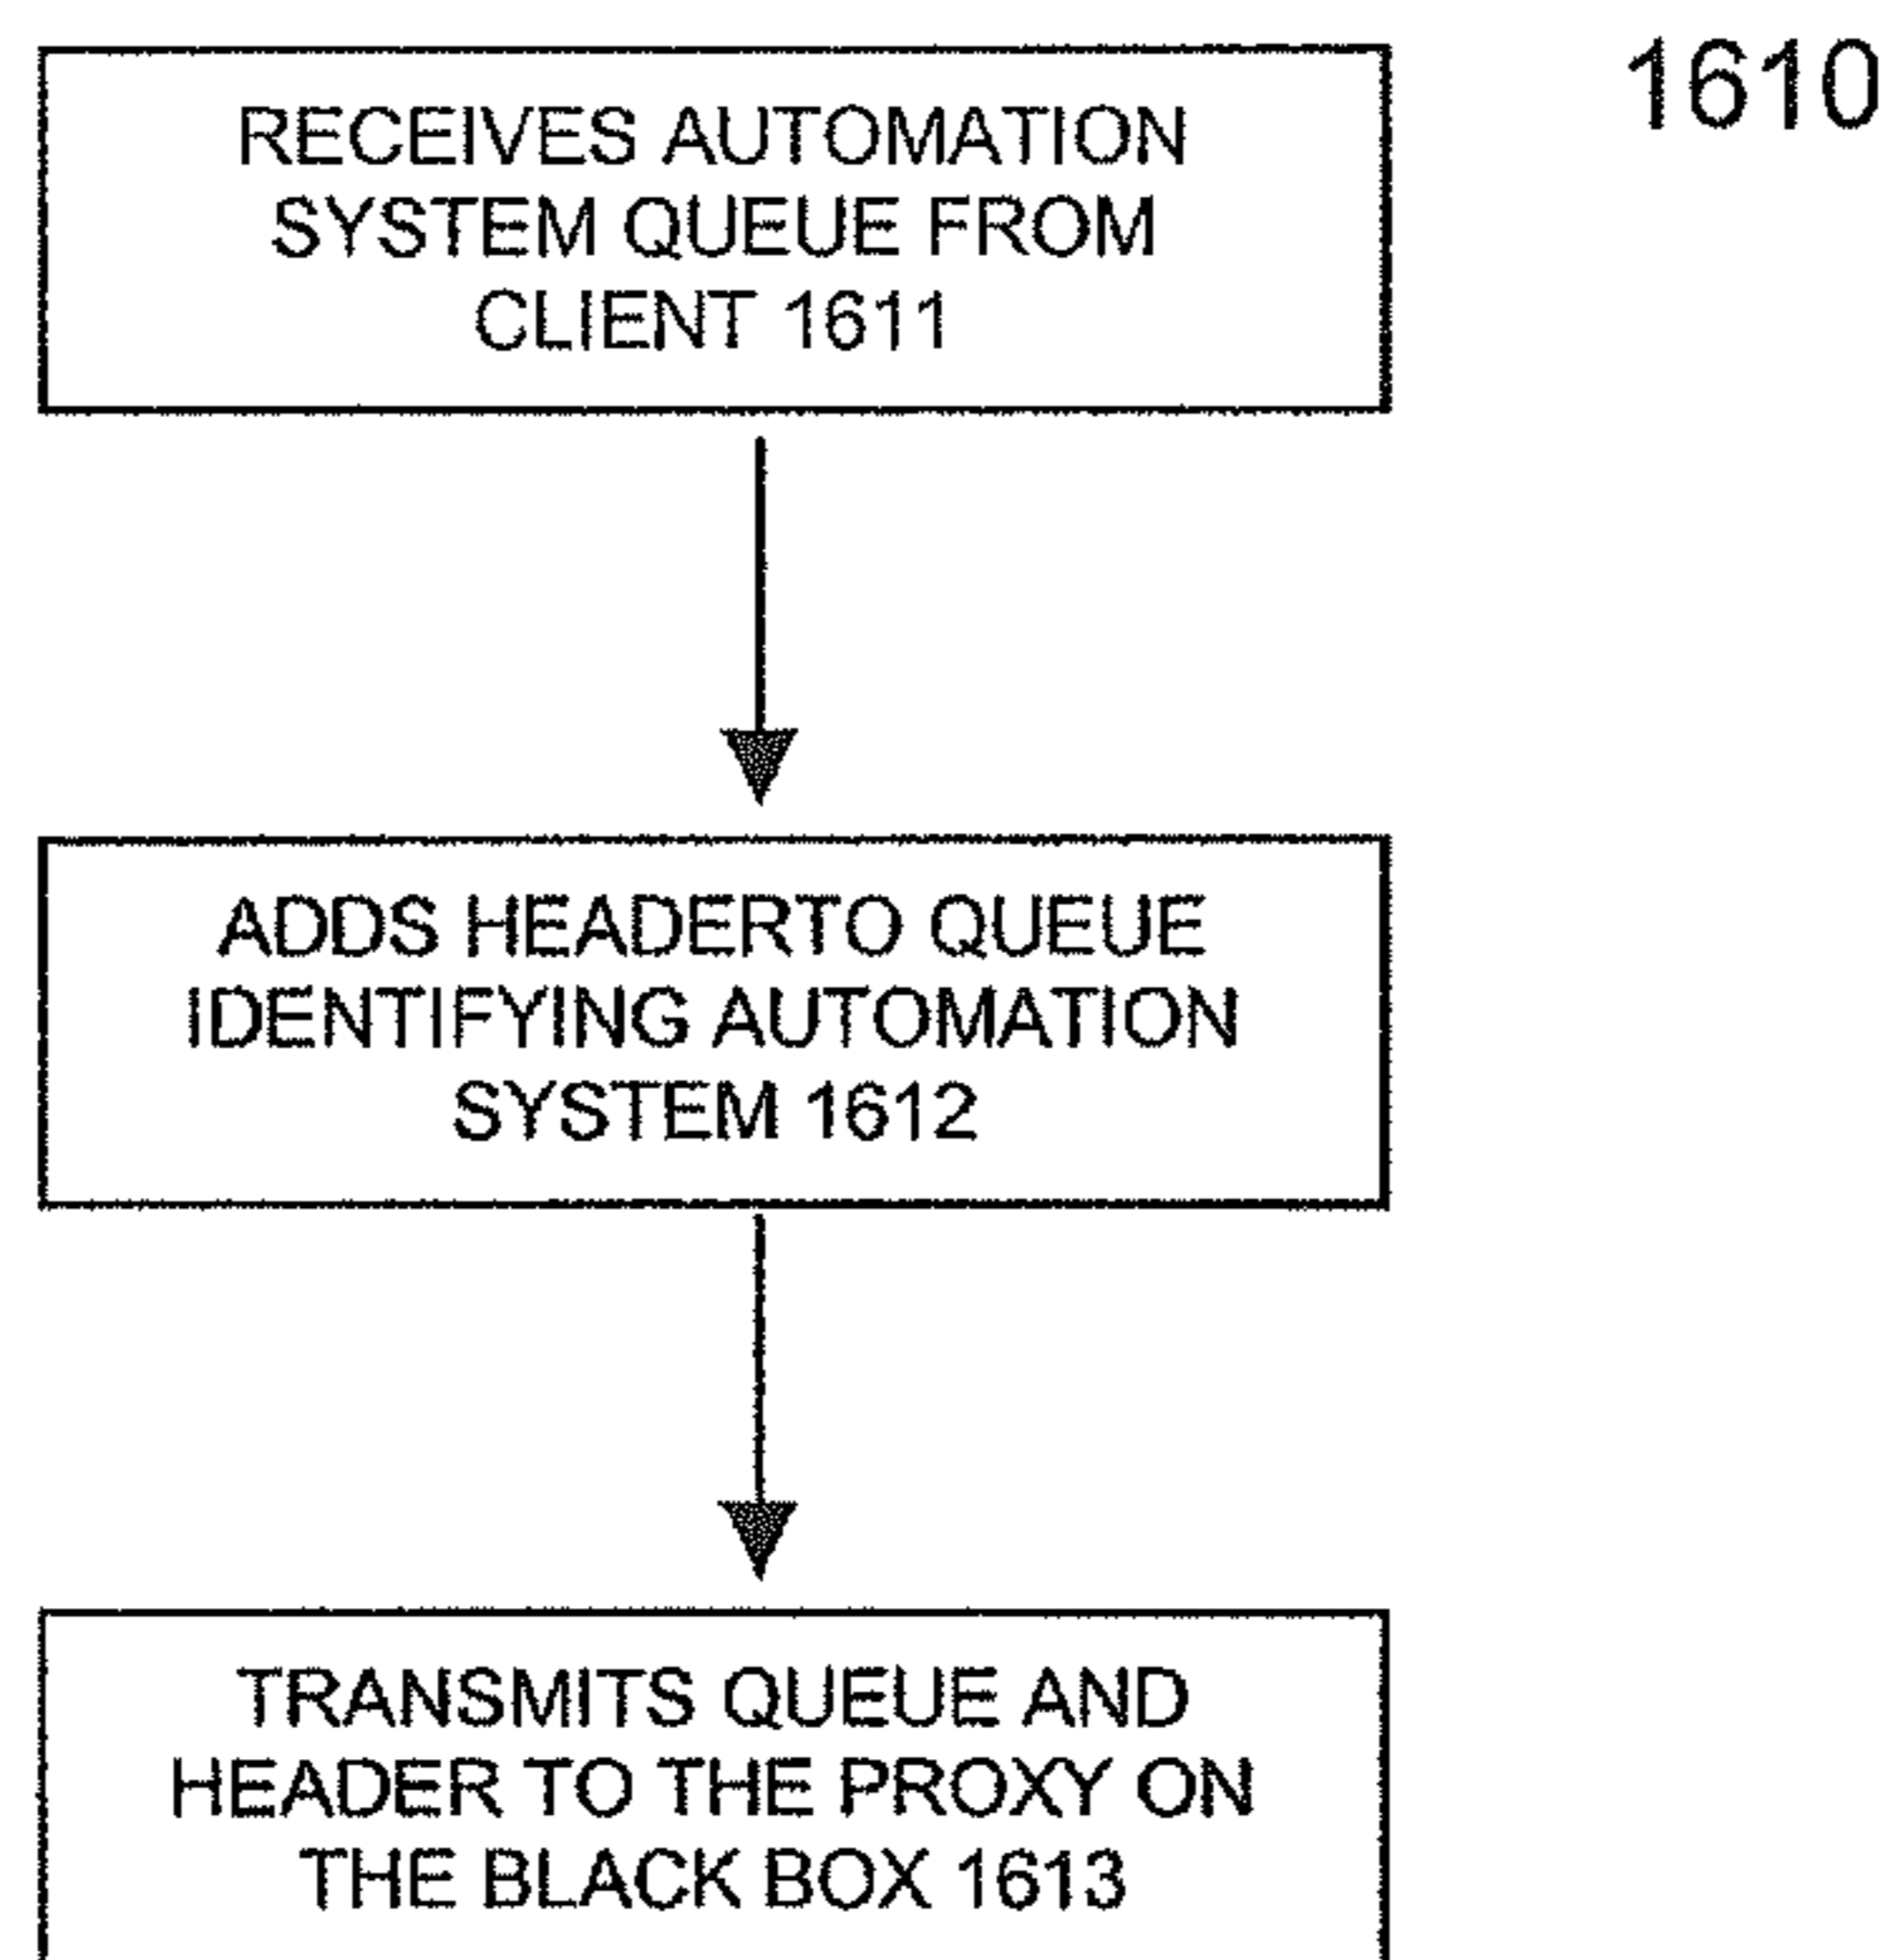 1610
RECEIVES AUTOMATION
SYSTEM QUEUE FROM
CLIENT 1611
ADDS HEADERTO QUEUE
IDENTIFYING AUTOMATION
SYSTEM 1612
TRANSMITS QUEUE AND
HEADER TO THE PROXY ON
THE BLACK BOX 1613